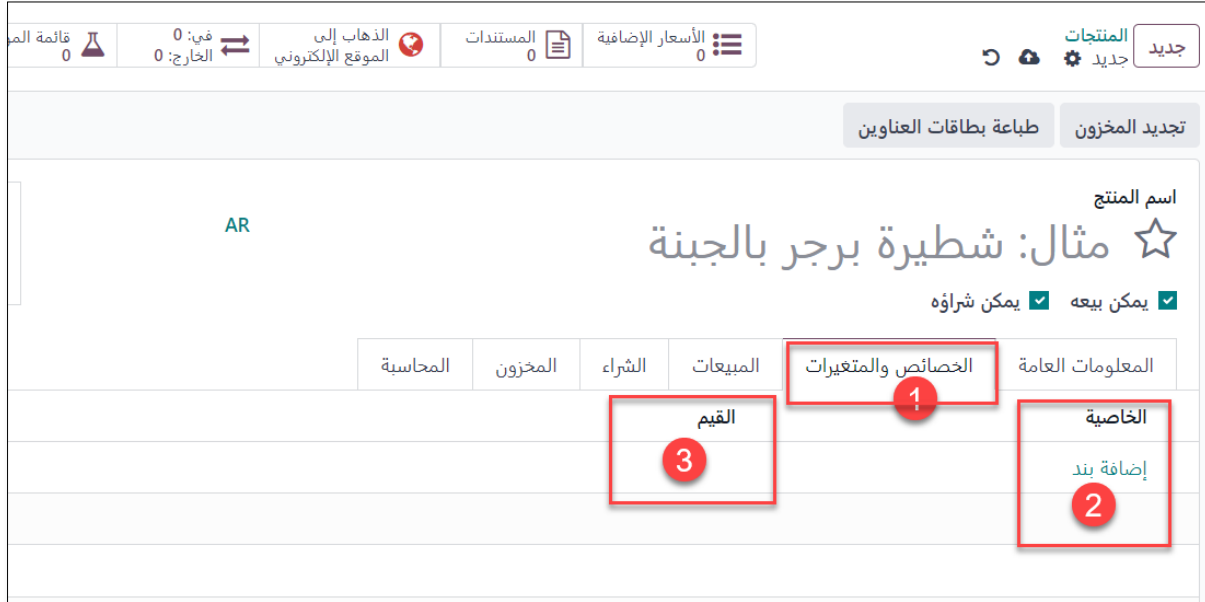 جديد
المنتجات
جديد
الأسعار الإضافية
0
المستندات
0
الذهاب إلى
الموقع الإلكتروني
في: 0
الخارج: 0
قائمة
0
تجديد المخزون
طباعة بطاقات العناوين
اسم المنتج
مثال: شطيرة برجر بالجبنة
AR
يمكن بيعه
يمكن شراؤه
المعلومات العامة
الخصائص والمتغيرات
المبيعات
الشراء
المخزون
المحاسبة
1
الخاصية
القيم
إضافة بند
3
2